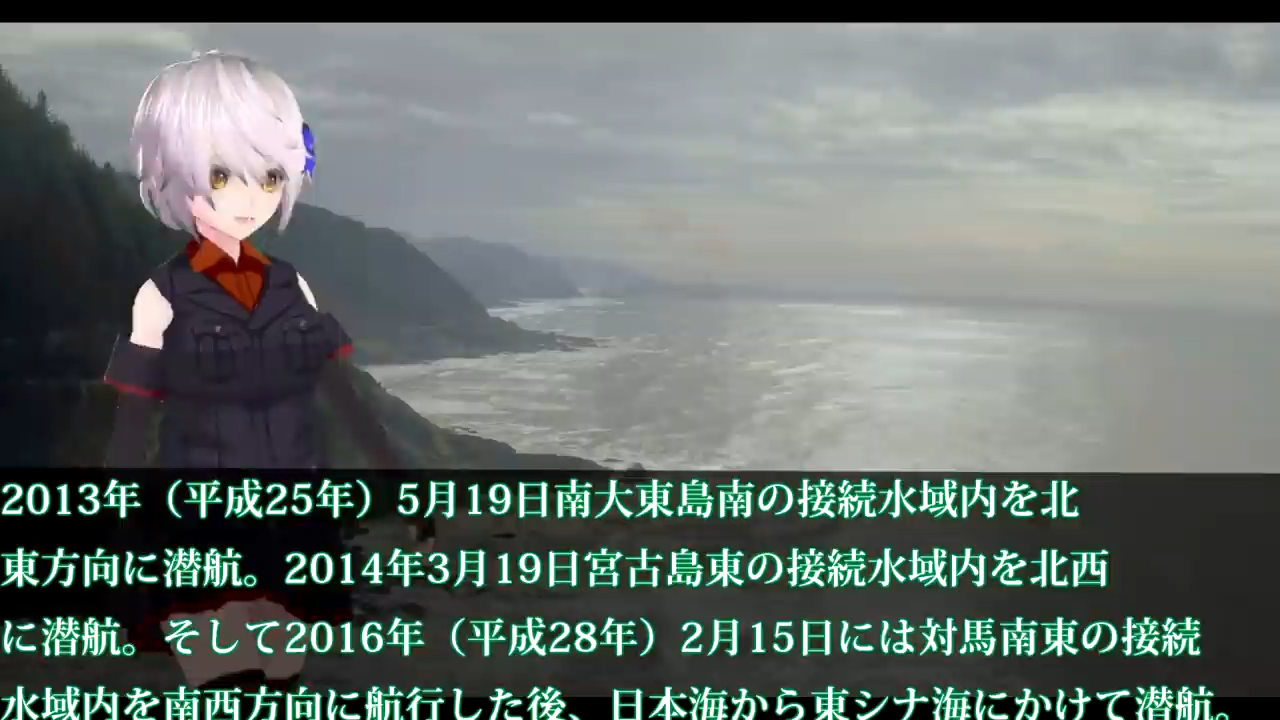 2013年（平成25年）5月19日南大東島南の接続水域内を北
東方向に潜航。2014年3月19日宮古島東の接続水域内を北西
に潜航。そして2016年（平成28年）2月15日には対馬南東の接続
水域内を南西方向に航行した後、日本海から東シナ海にかけて潜航。